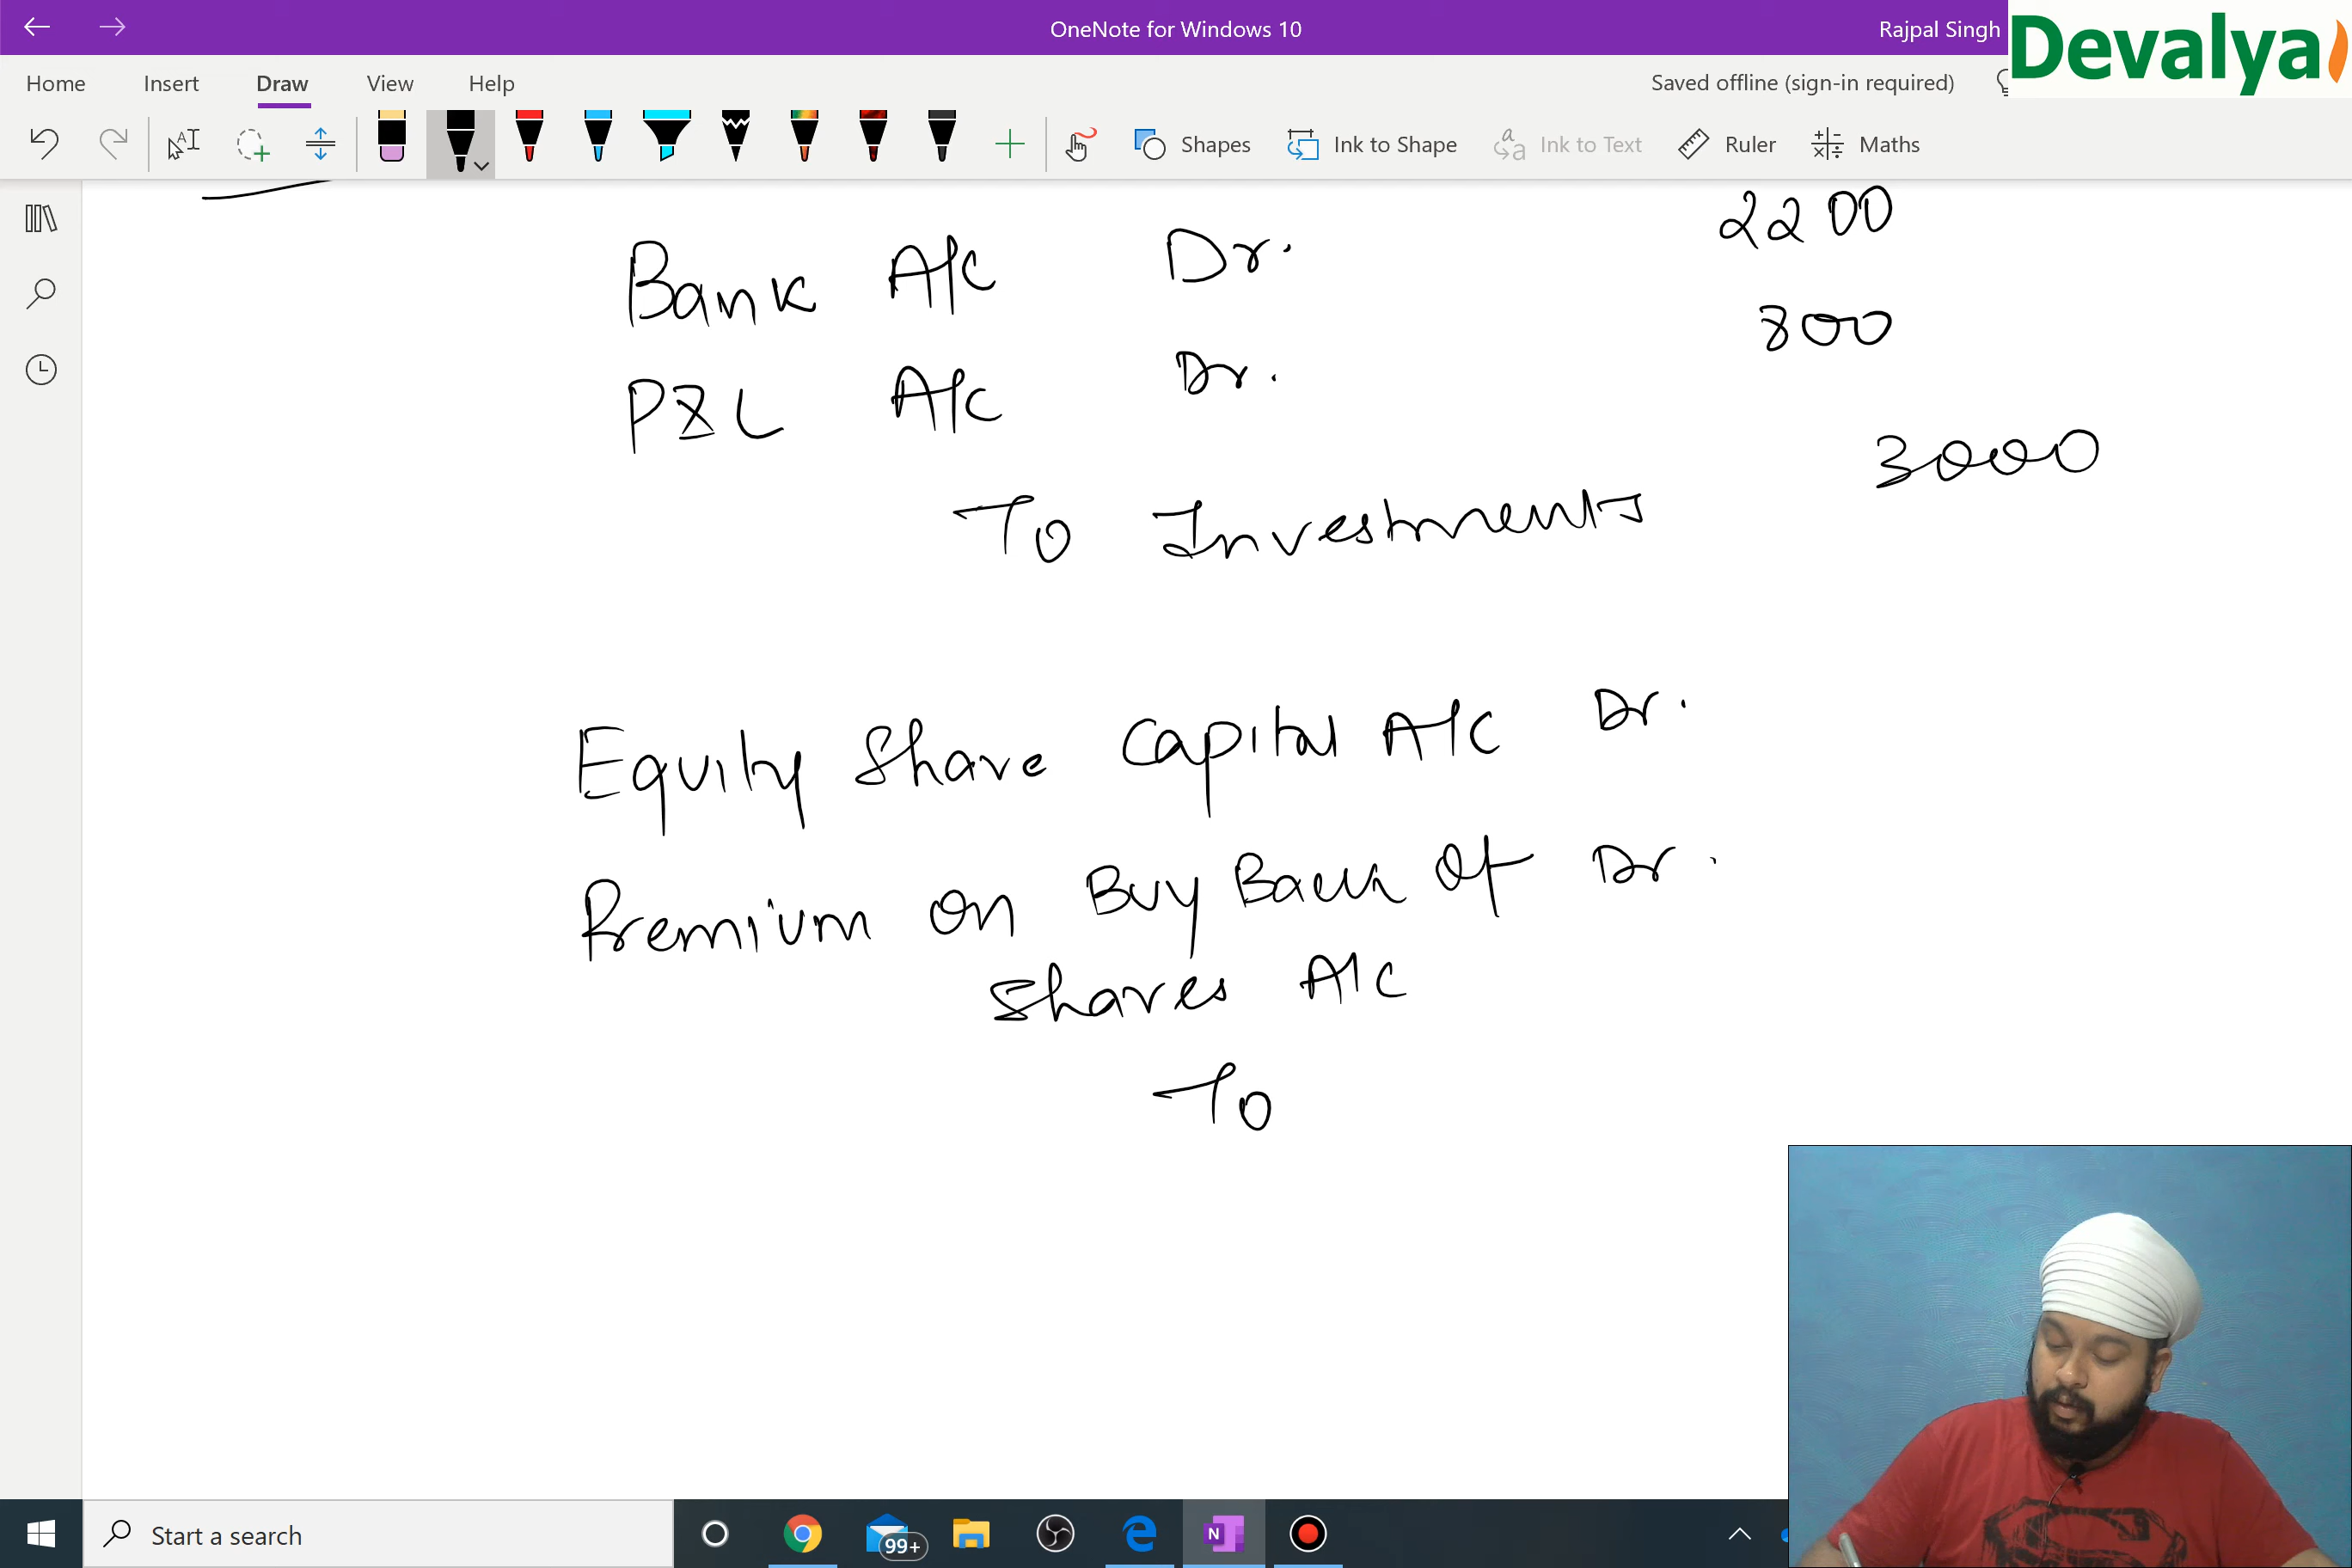 OneNote for Windows 10
Rajpal Singh
Devalya
Home Insert Draw View Help
Saved offline (sign-in required)
Shapes Ink to Shape Ink to Text Ruler Maths
Bank A/c Dr. 2200
P&L A/c Dr. 800
To Investments 3000
Equity Share Capital A/c Dr.
Premium on Buy Back of Dr.
Shares A/c
To
Start a search
99+